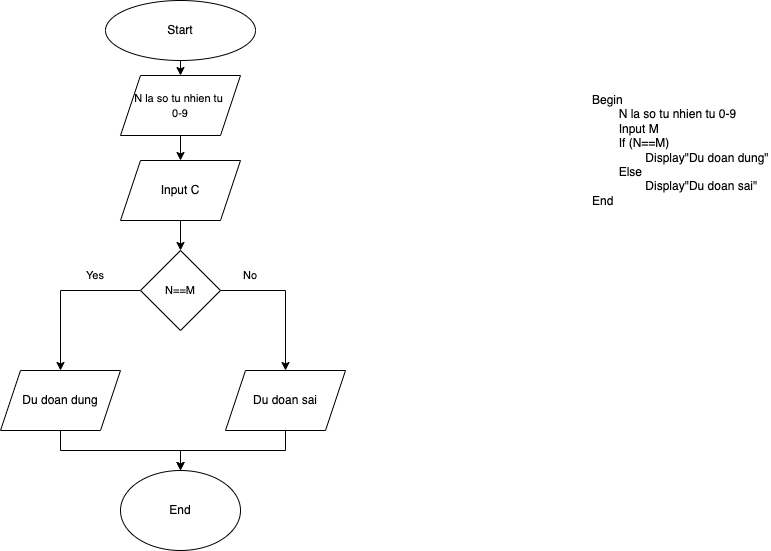 Start
N la so tu nhien tu
0-9
Input C
N==M
Yes
No
Du doan dung
Du doan sai
End
Begin
N la so tu nhien tu 0-9
Input M
If (N==M)
Display"Du doan dung"
Else
Display"Du doan sai"
End